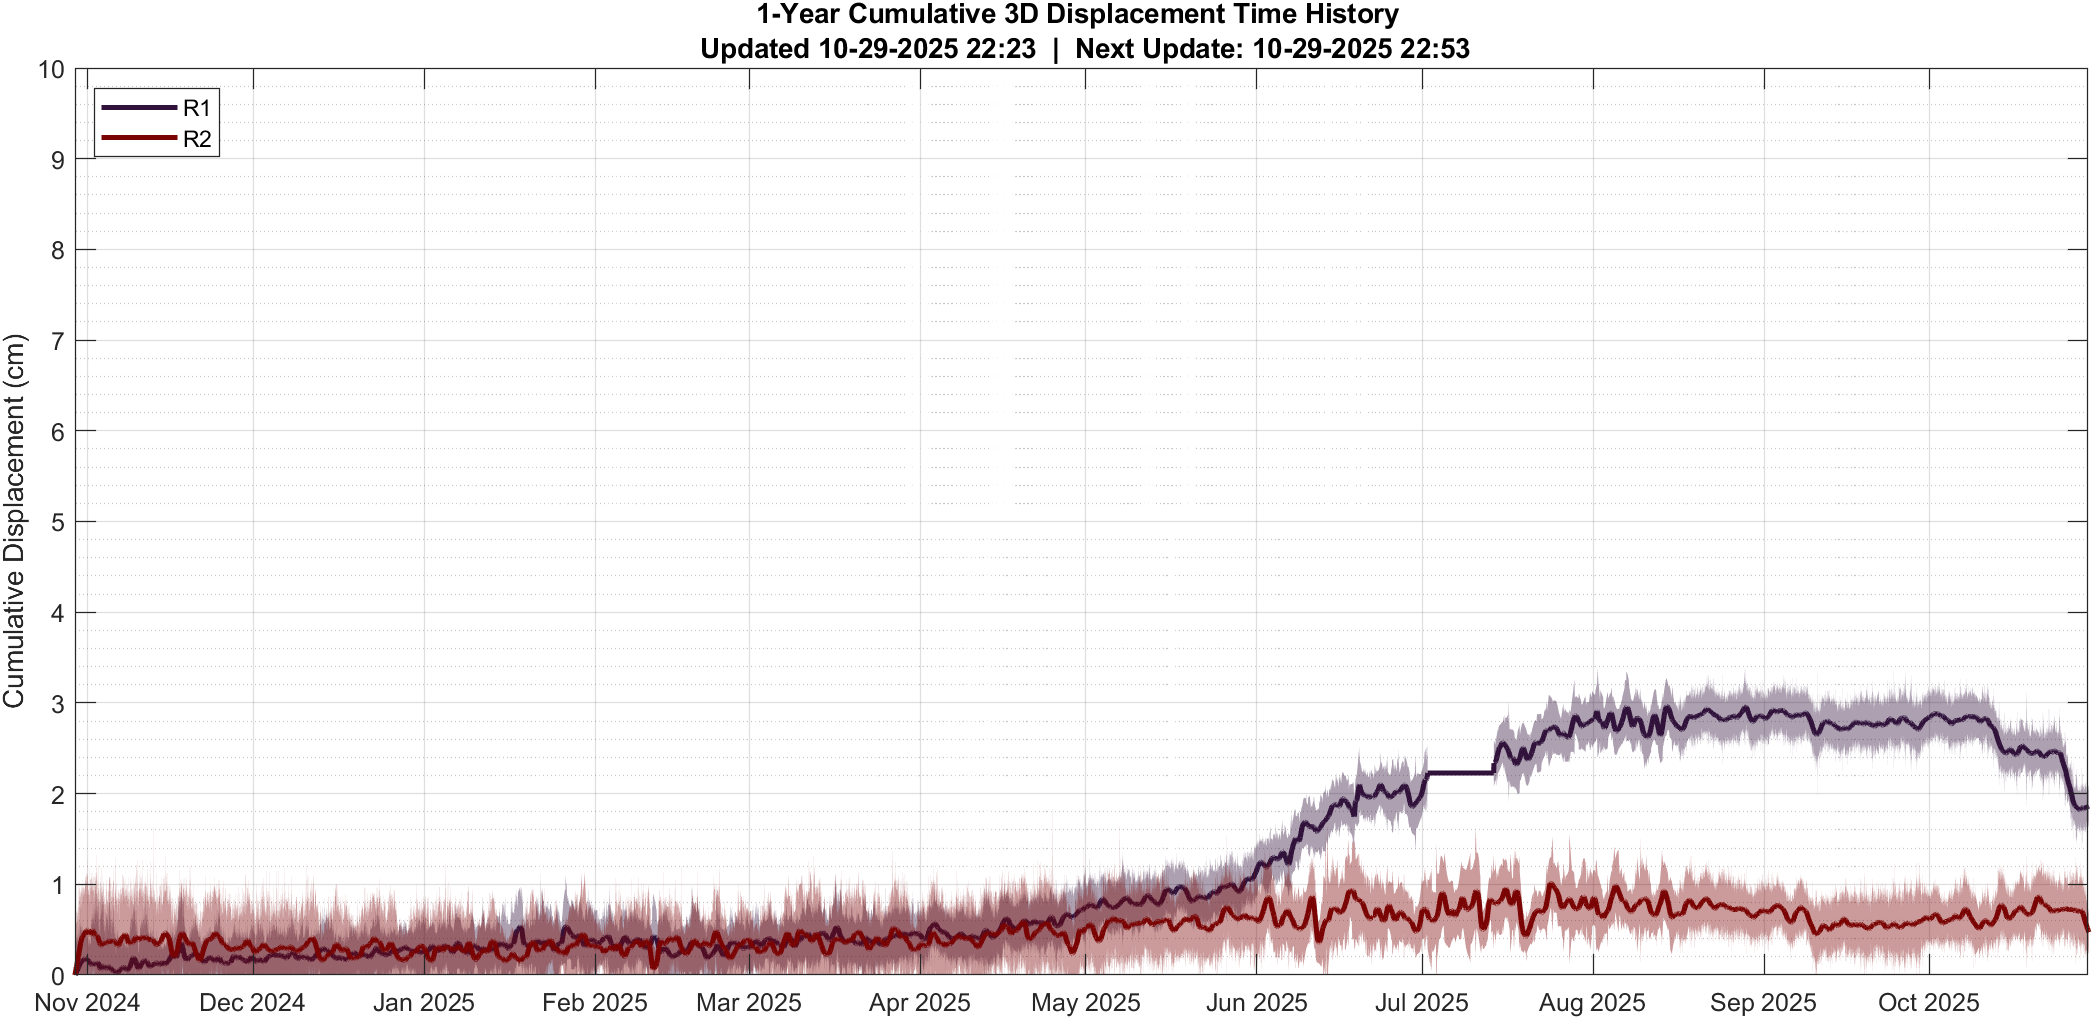 1-Year Cumulative 3D Displacement Time History
Updated 10-29-2025 22:23 | Next Update: 10-29-2025 22:53
R1
R2
Cumulative Displacement (cm)
10
9
8
7
6
5
4
3
2
1
0
Nov 2024
Dec 2024
Jan 2025
Feb 2025
Mar 2025
Apr 2025
May 2025
Jun 2025
Jul 2025
Aug 2025
Sep 2025
Oct 2025